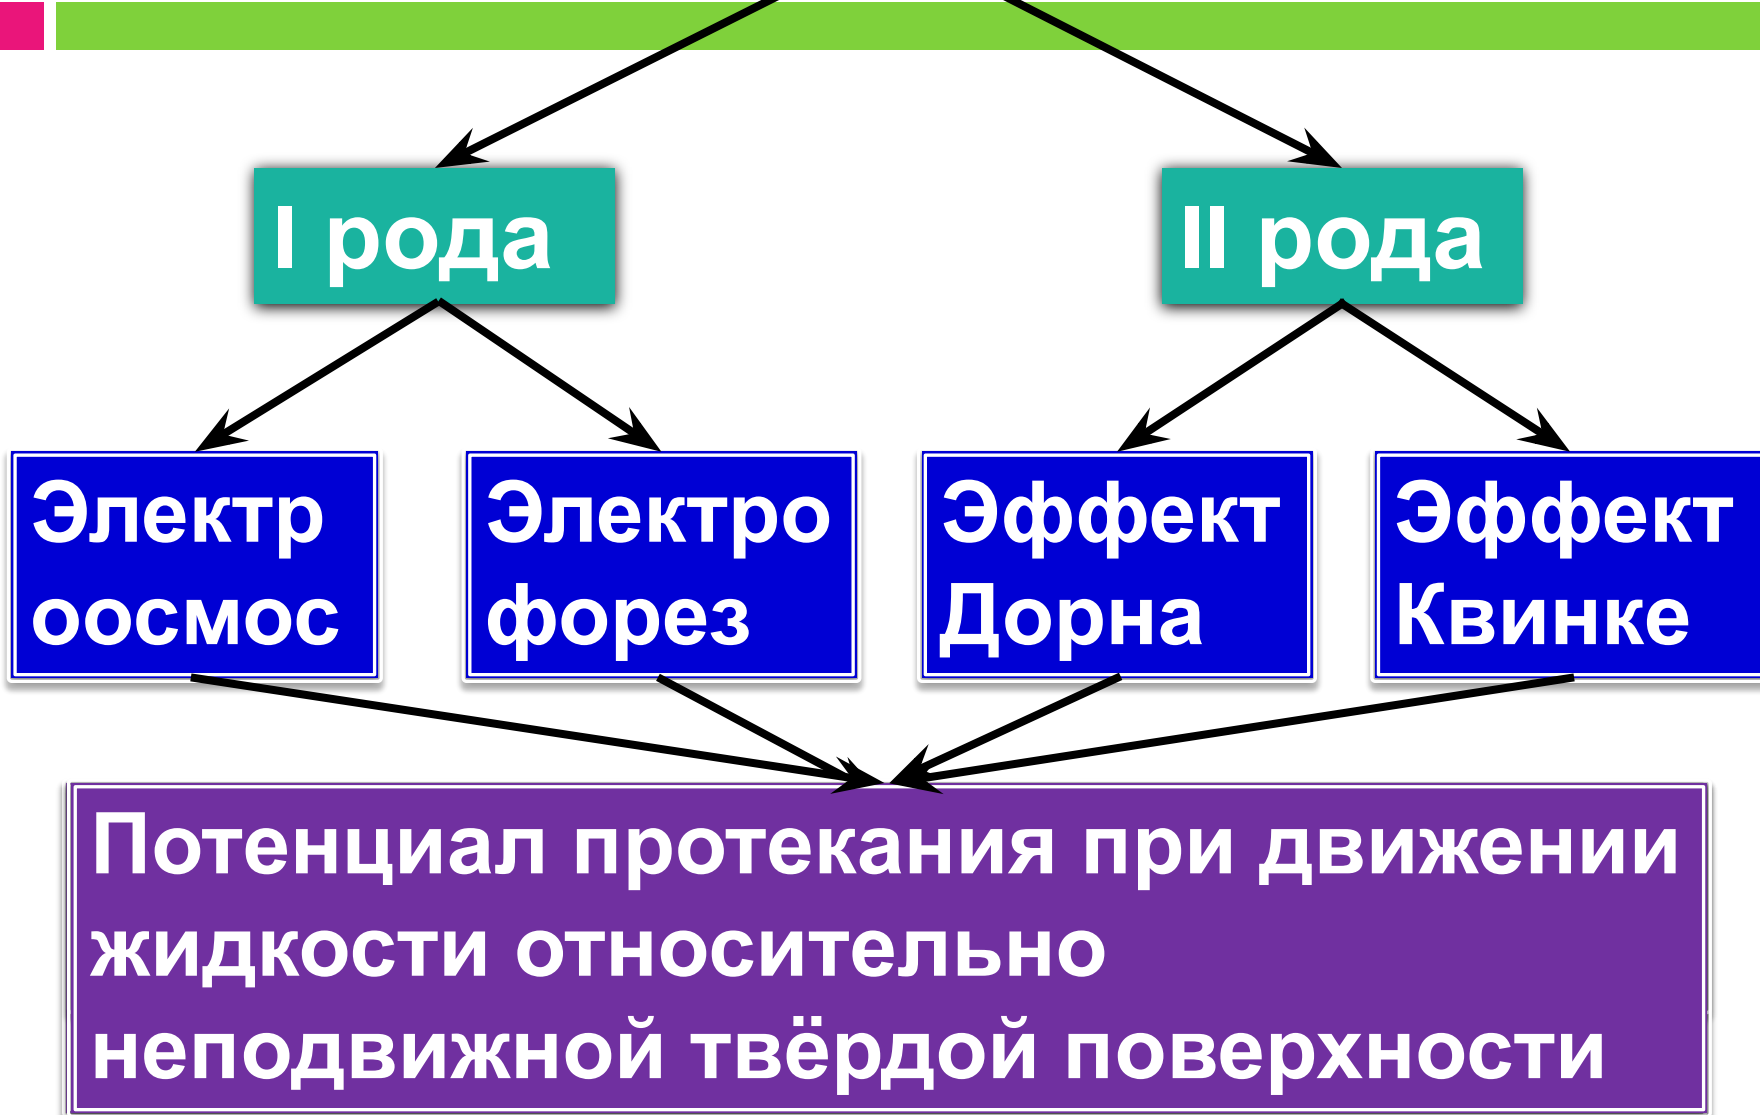 I рода
II рода
Электр
оосмос
Электро
форез
Эффект
Дорна
Эффект
Квинке
Потенциал протекания при движении
жидкости относительно
неподвижной твёрдой поверхности